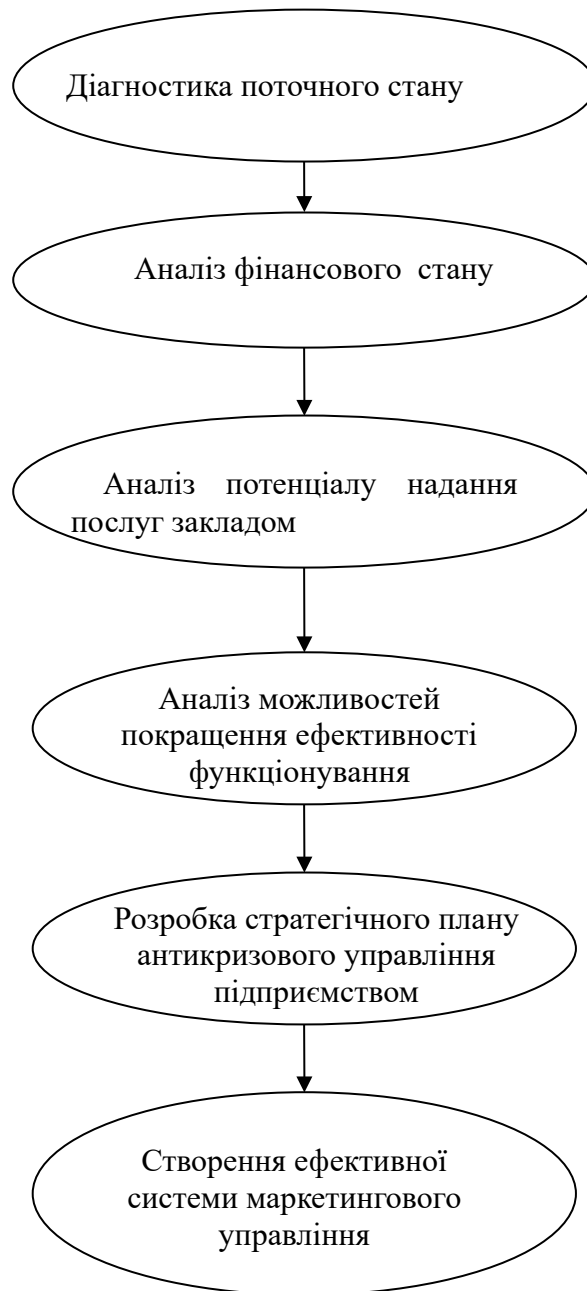 Діагностика поточного стану
Аналіз фінансового стану
Аналіз потенціалу надання
послуг закладом
Аналіз можливостей
покращення ефективності
функціонування
Розробка стратегічного плану
антикризового управління
підприємством
Створення ефективної
системи маркетингового
управління